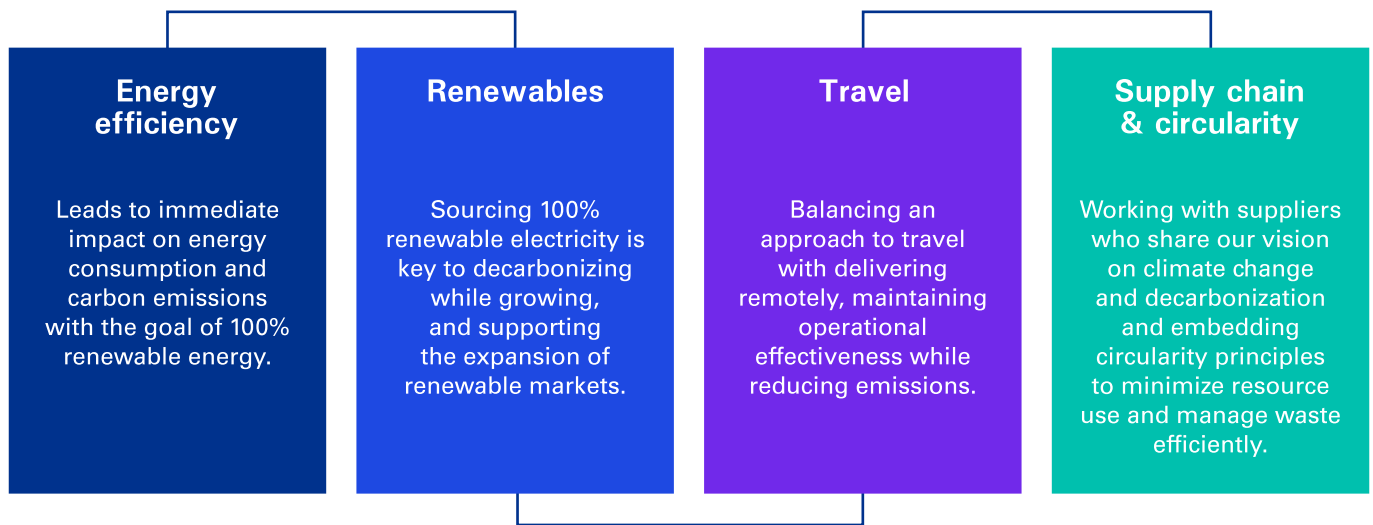 Energy
efficiency
Leads to immediate
impact on energy
consumption and
carbon emissions
with the goal of 100%
renewable energy.
Renewables
Sourcing 100%
renewable electricity is
key to decarbonizing
while growing,
and supporting
the expansion of
renewable markets.
Travel
Balancing an
approach to travel
with delivering
remotely, maintaining
operational
effectiveness while
reducing emissions.
Supply chain
& circularity
Working with suppliers
who share our vision
on climate change
and decarbonization
and embedding
circularity principles
to minimize resource
use and manage waste
efficiently.